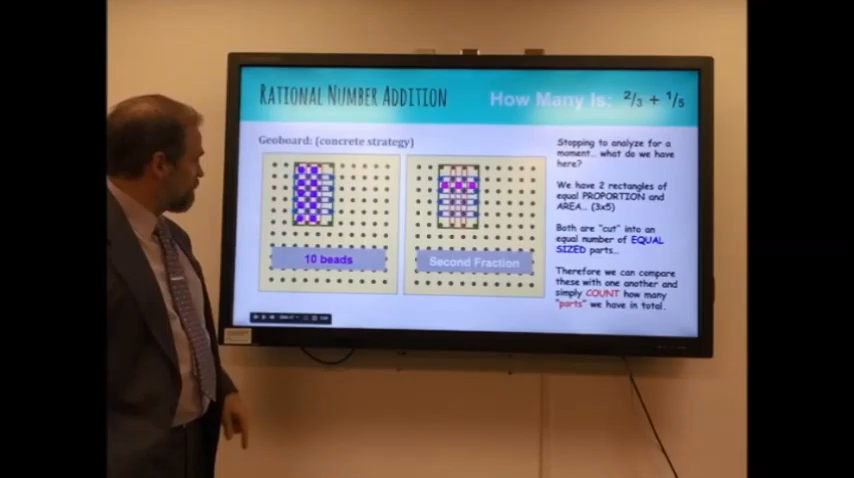 RATIONAL NUMBER ADDITION
How Many Is: 2/3 + 1/5
Geoboard: (concrete strategy)
10 beads
Second Fraction
Stopping to analyze for a
moment... what do we have
here?
We have 2 rectangles of
equal PROPORTION and
AREA... (3x5)
Both are "cut" into an
equal number of EQUAL
SIZED parts...
Therefore we can compare
these with one another and
simply COUNT how many
"parts" we have in total.